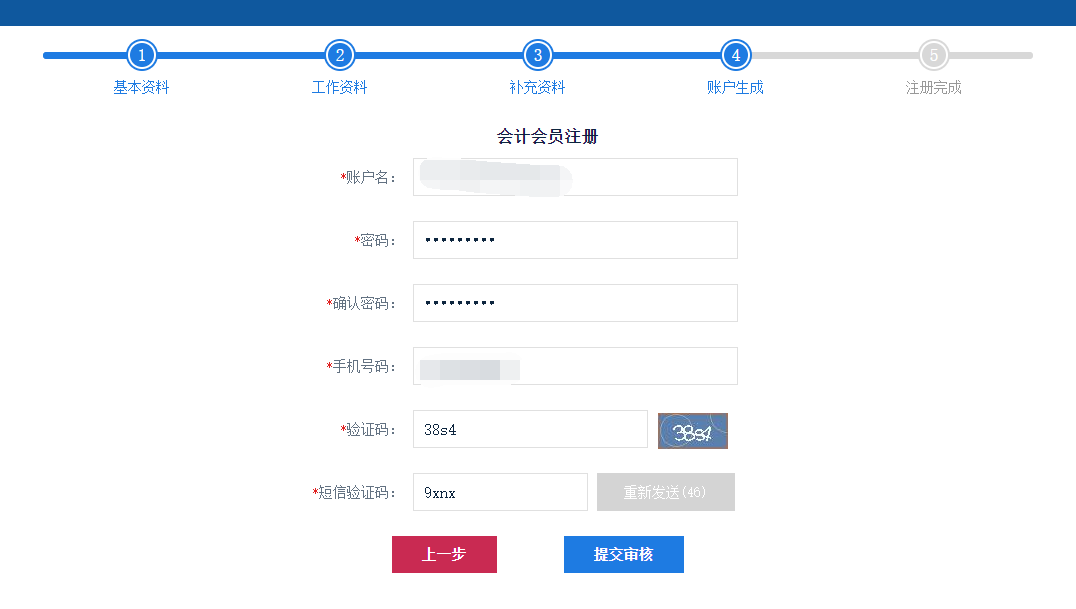 1 2 3 4 5
基本资料 工作资料 补充资料 账户生成 注册完成
会计会员注册
*账户名：
*密码： •••••••••
*确认密码： •••••••••
*手机号码：
*验证码： 38s4 38s4
*短信验证码： 9xnx 重新发送(46)
上一步 提交审核